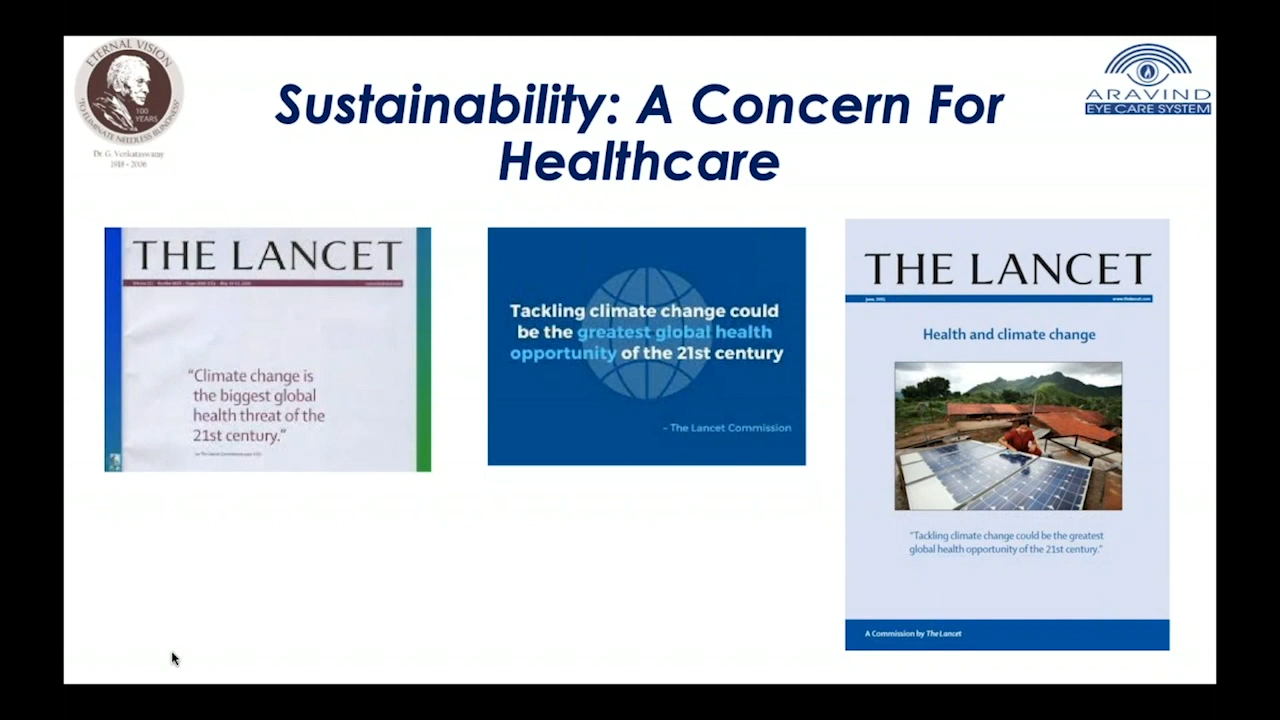 ETERNAL VISION
100
YEARS
"TO ELIMINATE NEEDLESS BLINDNESS"
Dr. G. Venkataswamy
1918 - 2006
Sustainability: A Concern For
Healthcare
ARAVIND
EYE CARE SYSTEM
THE LANCET
"Climate change is
the biggest global
health threat of the
21st century."
Tackling climate change could
be the greatest global health
opportunity of the 21st century
– The Lancet Commission
THE LANCET
www.thelancet.com
Health and climate change
"Tackling climate change could be the greatest
global health opportunity of the 21st century."
A Commission by The Lancet